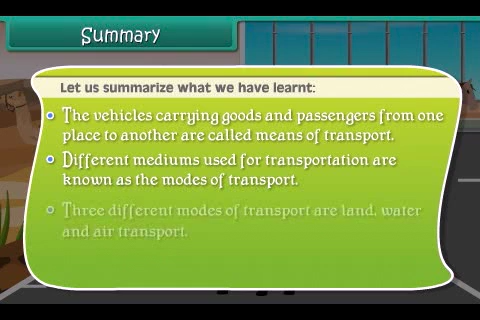 Summary
Let us summarize what we have learnt:
The vehicles carrying goods and passengers from one
place to another are called means of transport.
Different mediums used for transportation are
known as the modes of transport.
Three different modes of transport are land, water
and air transport.